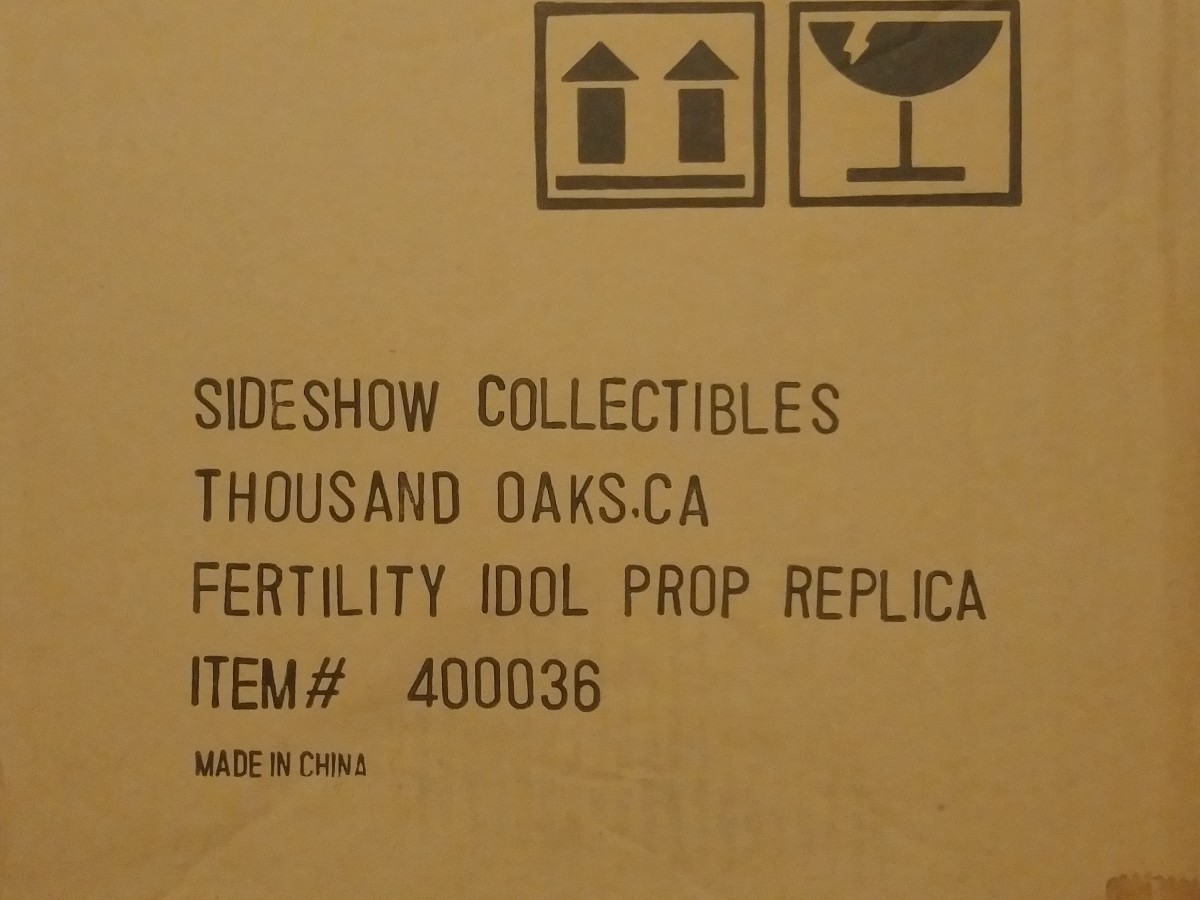 SIDESHOW COLLECTIBLES
THOUSAND OAKS.CA
FERTILITY IDOL PROP REPLICA
ITEM# 400036
MADE IN CHINA